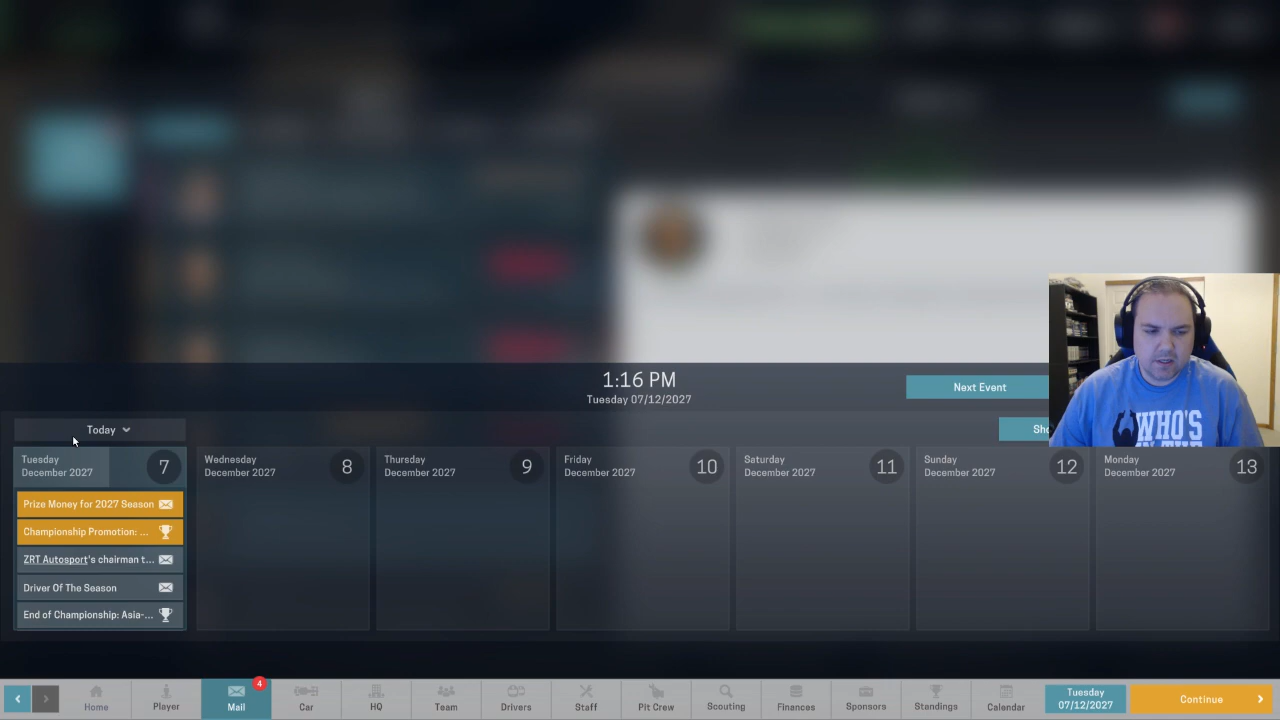 1:16 PM
Tuesday 07/12/2027
Next Event
Today
Sho
Tuesday
December 2027
7
Wednesday
December 2027
8
Thursday
December 2027
9
Friday
December 2027
10
Saturday
December 2027
11
Sunday
December 2027
12
Monday
December 2027
13
Prize Money for 2027 Season
Championship Promotion: ...
ZRT Autosport's chairman t...
Driver Of The Season
End of Championship: Asia-...
WHO'S
Home
Player
Mail
4
Car
HQ
Team
Drivers
Staff
Pit Crew
Scouting
Finances
Sponsors
Standings
Calendar
Tuesday
07/12/2027
Continue